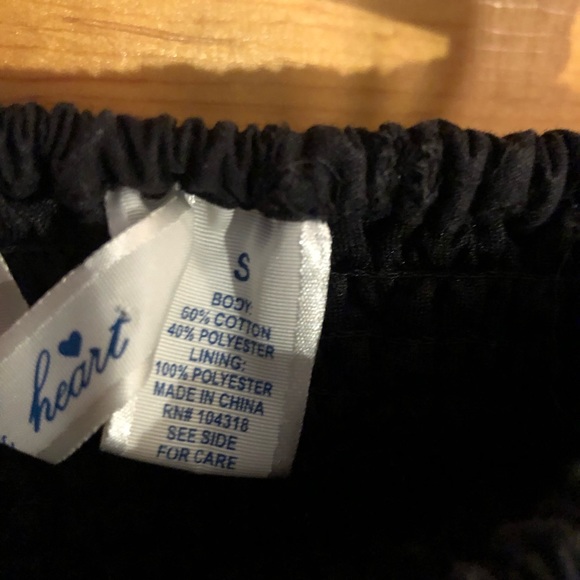 heart
S
BODY:
60% COTTON
40% POLYESTER
LINING:
100% POLYESTER
MADE IN CHINA
RN# 104318
SEE SIDE
FOR CARE